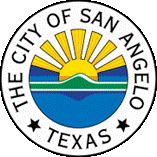 THE CITY OF SAN ANGELO
TEXAS